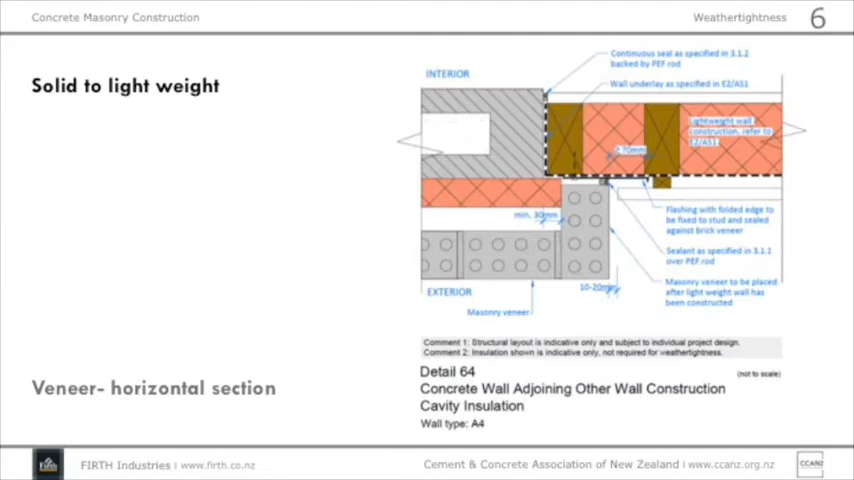 Concrete Masonry Construction
Weathertightness 6
Solid to light weight
Continuous seal as specified in 3.1.2
backed by PEF rod
INTERIOR
Wall underlay as specified in E2/AS1
Lightweight wall
construction, refer to
E2/AS1
≥70mm
min. 30mm
Flashing with folded edge to
be fixed to stud and sealed
against brick veneer
Sealant as specified in 3.1.1
over PEF rod
Masonry veneer to be placed
after light weight wall has
been constructed
10-20mm
EXTERIOR
Masonry veneer
Comment 1: Structural layout is indicative only and subject to individual project design.
Comment 2: Insulation shown is indicative only, not required for weathertightness.
Detail 64
(not to scale)
Concrete Wall Adjoining Other Wall Construction
Cavity Insulation
Wall type: A4
Veneer- horizontal section
Firth
FIRTH Industries I www.firth.co.nz
Cement & Concrete Association of New Zealand I www.ccanz.org.nz
CCANZ